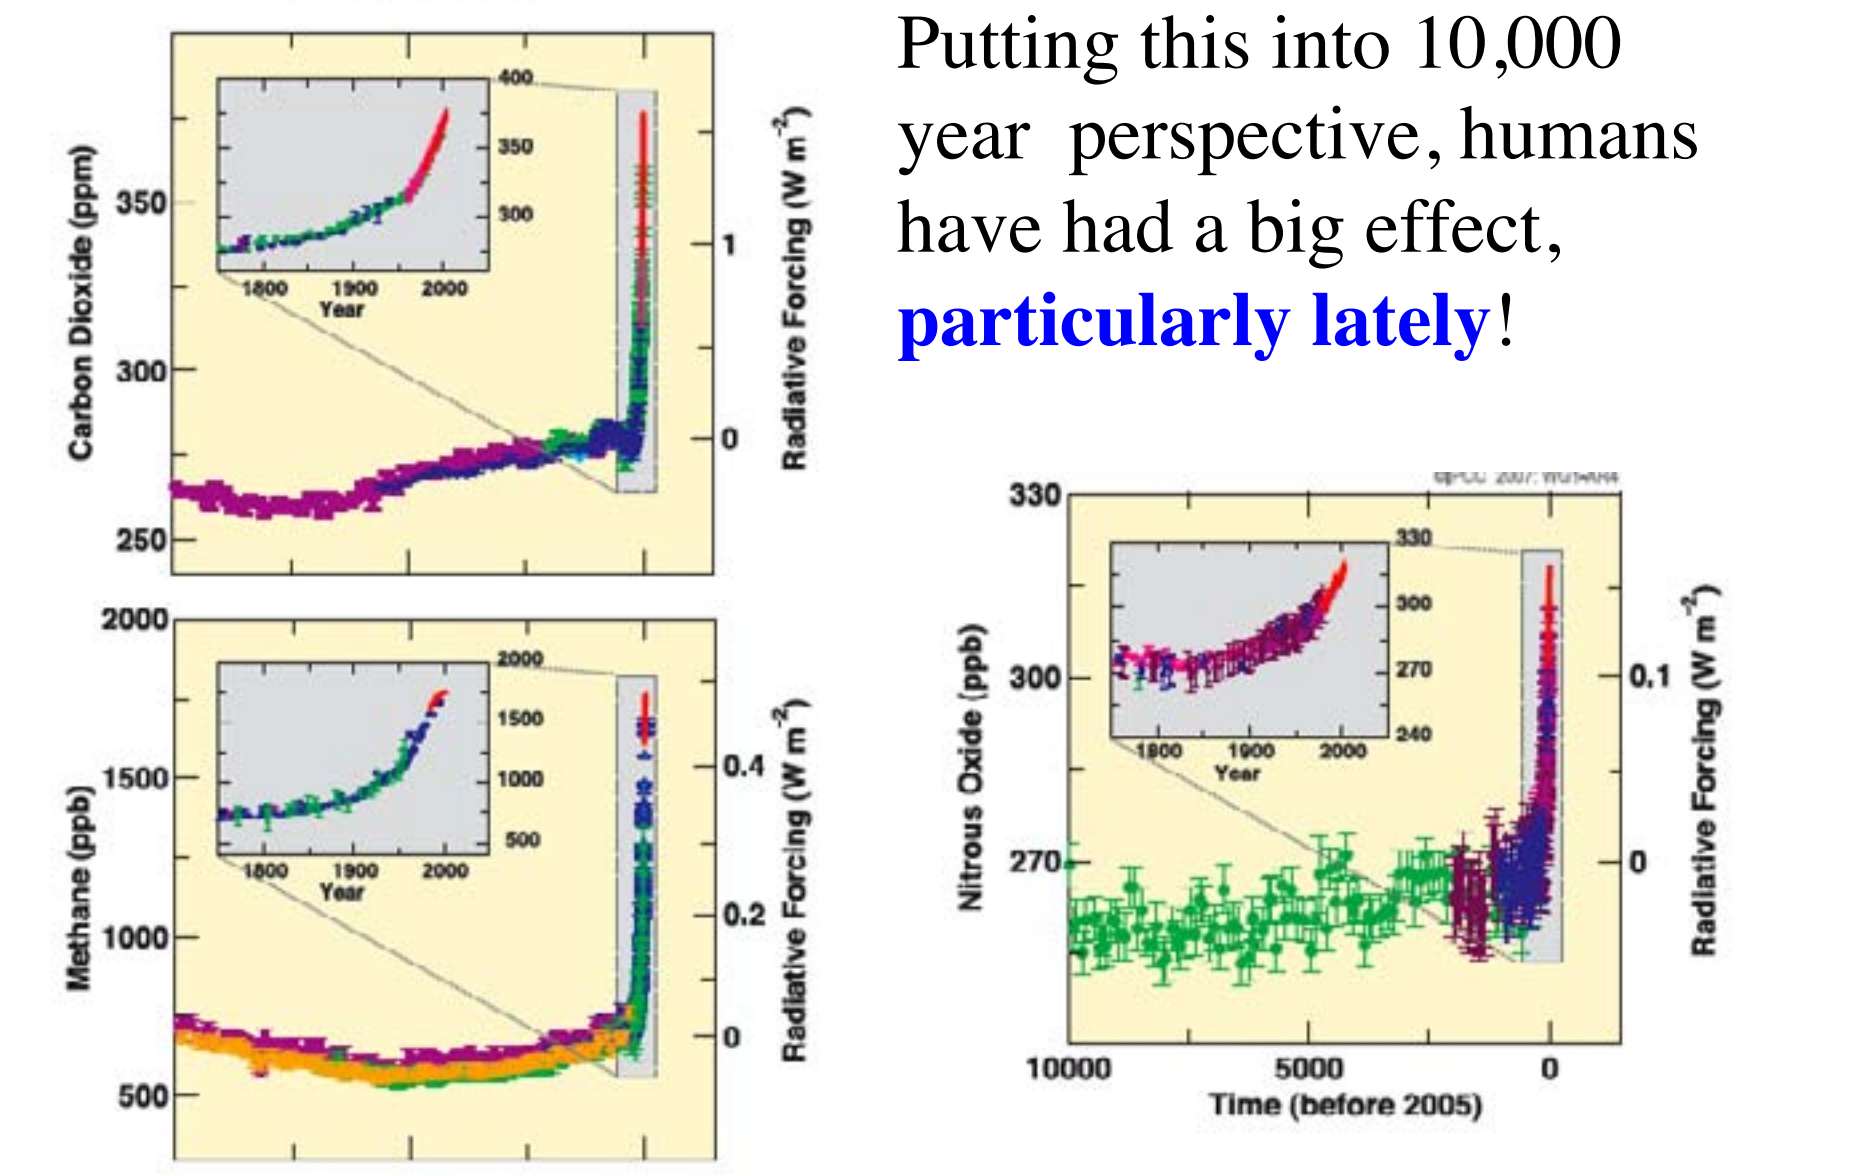 Putting this into 10,000
year perspective, humans
have had a big effect,
particularly lately!
Carbon Dioxide (ppm)
350
300
250
400
350
300
1800 1900 2000
Year
1
0
Radiative Forcing (W m-2)
Methane (ppb)
2000
1500
1000
500
2000
1500
1000
500
1800 1900 2000
Year
0.4
0.2
0
Radiative Forcing (W m-2)
2007: WG1-AR4
Nitrous Oxide (ppb)
330
300
270
330
300
270
240
1800 1900 2000
Year
0.1
0
Radiative Forcing (W m-2)
10000 5000 0
Time (before 2005)